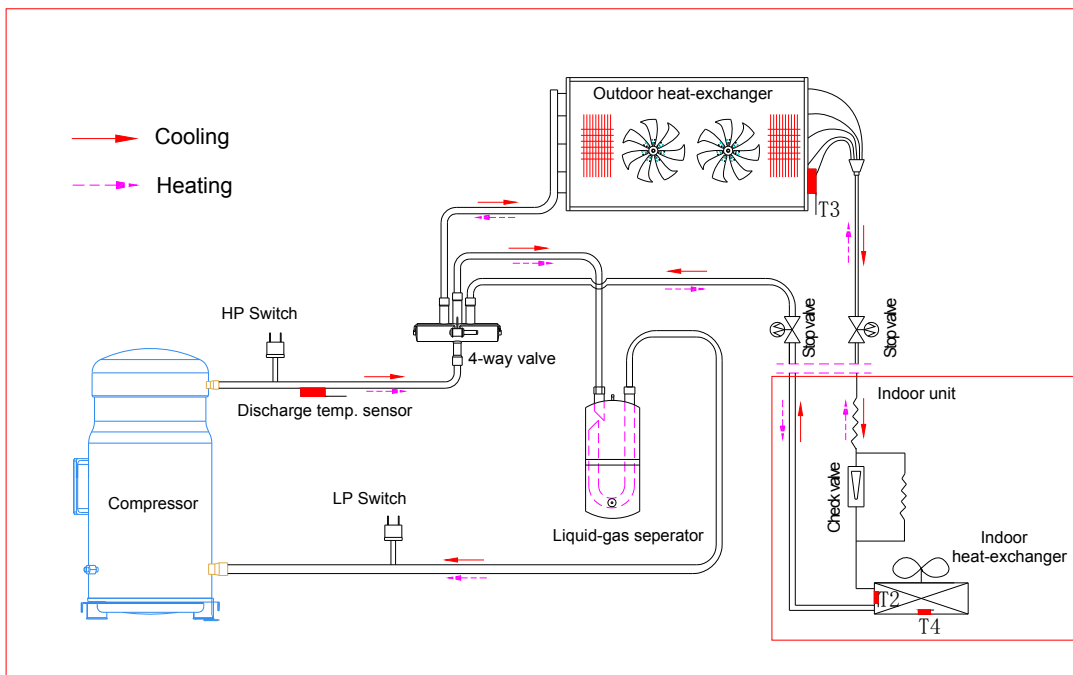 Outdoor heat-exchanger
Cooling
Heating
T3
HP Switch
4-way valve
Stop valve
Stop valve
Discharge temp. sensor
Indoor unit
Compressor
LP Switch
Liquid-gas seperator
Check valve
Indoor
heat-exchanger
T2
T4